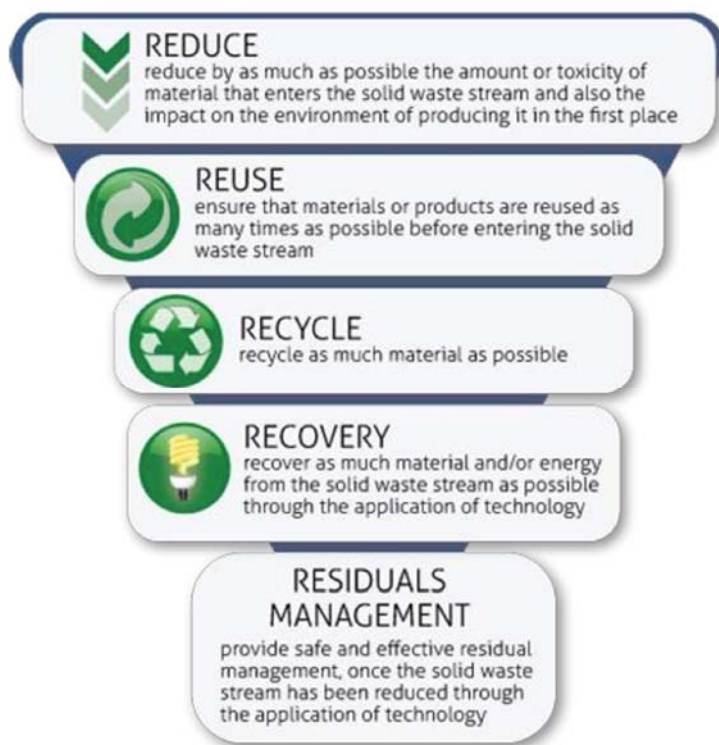 REDUCE
reduce by as much as possible the amount or toxicity of
material that enters the solid waste stream and also the
impact on the environment of producing it in the first place
REUSE
ensure that materials or products are reused as
many times as possible before entering the solid
waste stream
RECYCLE
recycle as much material as possible
RECOVERY
recover as much material and/or energy
from the solid waste stream as possible
through the application of technology
RESIDUALS
MANAGEMENT
provide safe and effective residual
management, once the solid waste
stream has been reduced through
the application of technology